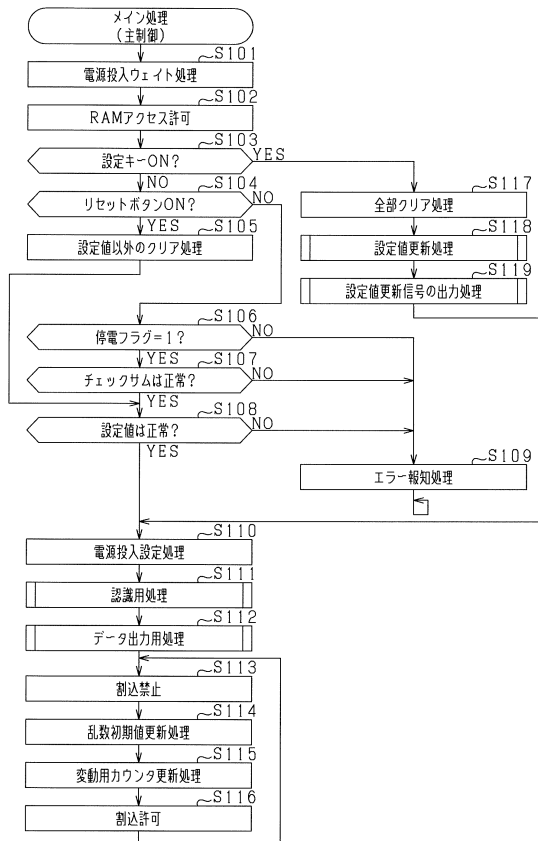 メイン処理
(主制御)
S101
電源投入ウェイト処理
S102
RAMアクセス許可
S103
設定キーON?
YES
NO
S104
リセットボタンON?
NO
YES
S105
設定値以外のクリア処理
S117
全部クリア処理
S118
設定値更新処理
S119
設定値更新信号の出力処理
S106
停電フラグ=1?
NO
YES
S107
チェックサムは正常?
NO
YES
S108
設定値は正常?
NO
YES
S109
エラー報知処理
S110
電源投入設定処理
S111
認識用処理
S112
データ出力用処理
S113
割込禁止
S114
乱数初期値更新処理
S115
変動用カウンタ更新処理
S116
割込許可